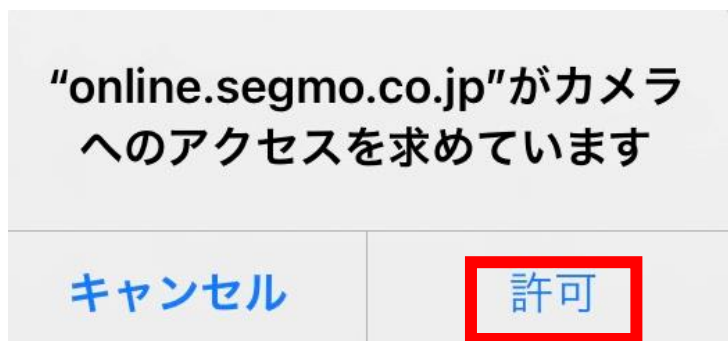 “online.segmo.co.jp”がカメラ
へのアクセスを求めています
キャンセル
許可